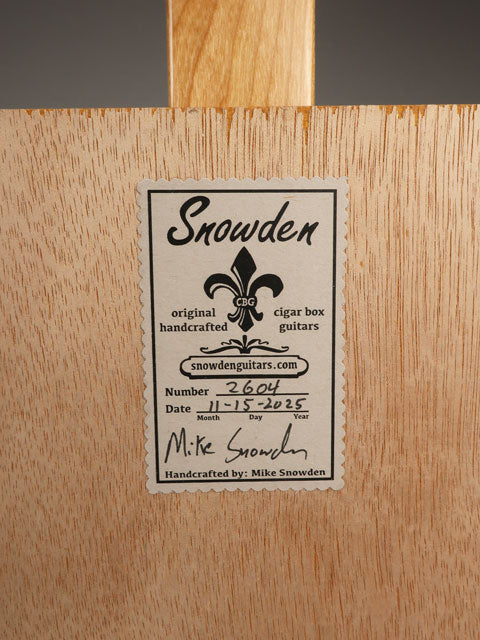 Snowden
CBG
original cigar box
handcrafted guitars
snowdenguitars.com
Number 2604
Date 11-15-2025
Month Day Year
Mike Snowden
Handcrafted by: Mike Snowden